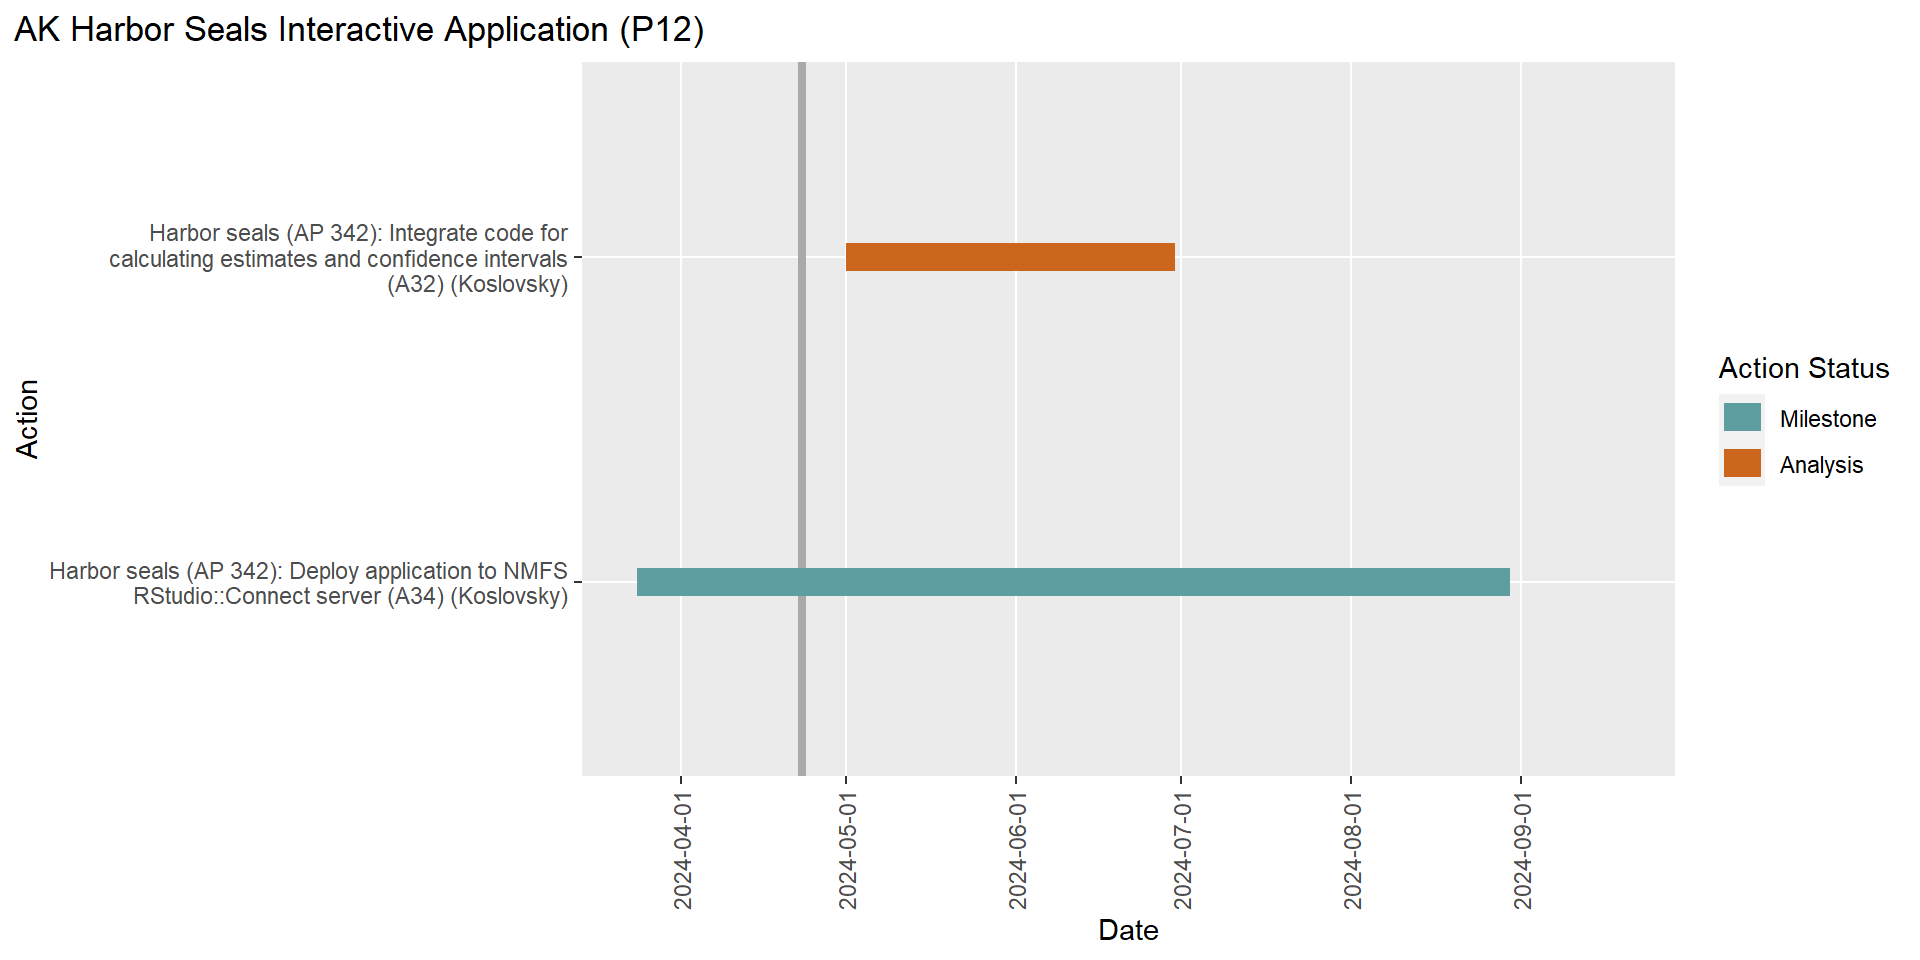 AK Harbor Seals Interactive Application (P12)
Harbor seals (AP 342): Integrate code for
calculating estimates and confidence intervals
(A32) (Koslovsky)
Harbor seals (AP 342): Deploy application to NMFS
RStudio::Connect server (A34) (Koslovsky)
Action
2024-04-01
2024-05-01
2024-06-01
2024-07-01
2024-08-01
2024-09-01
Date
Action Status
Milestone
Analysis